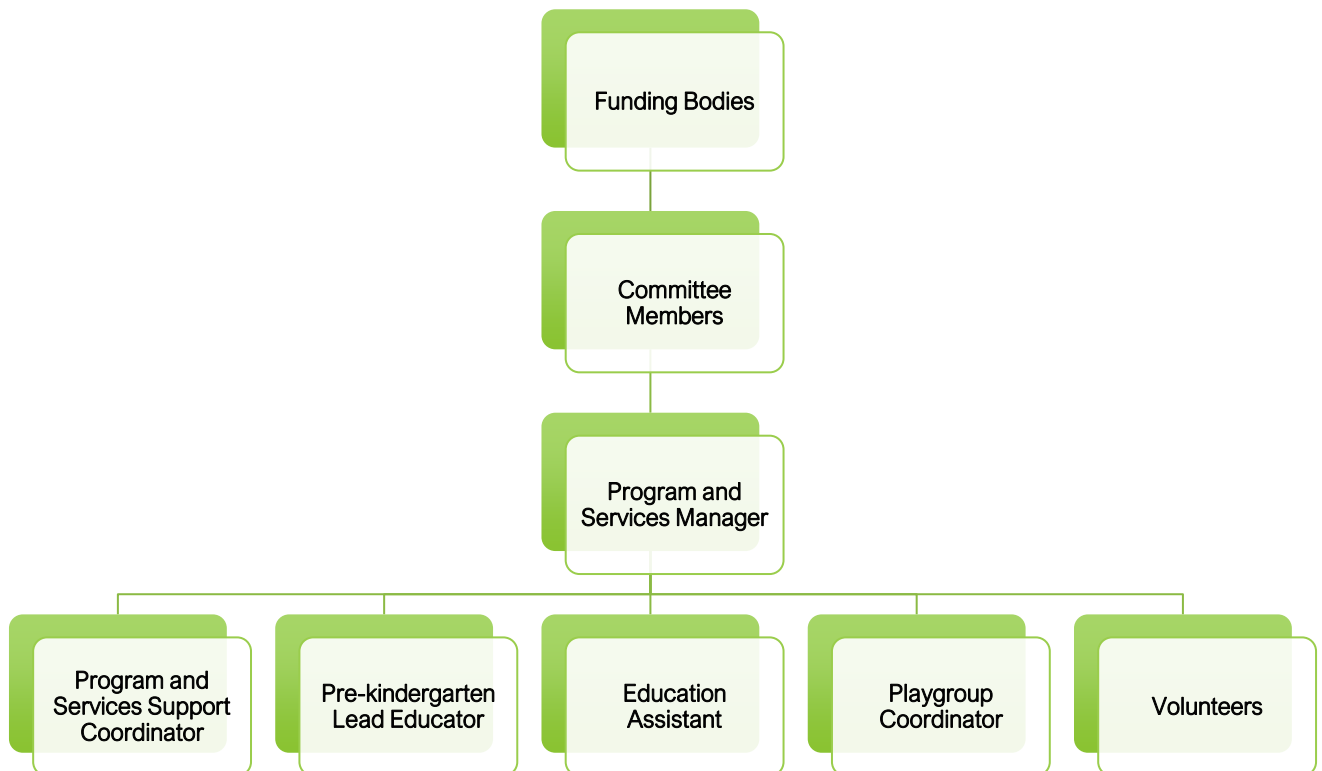 Funding Bodies
Committee
Members
Program and
Services Manager
Program and
Services Support
Coordinator
Pre-kindergarten
Lead Educator
Education
Assistant
Playgroup
Coordinator
Volunteers